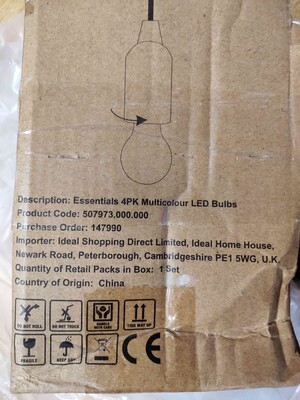 Description: Essentials 4PK Multicolour LED Bulbs
Product Code: 507973.000.000
Purchase Order: 147990
Importer: Ideal Shopping Direct Limited, Ideal Home House,
Newark Road, Peterborough, Cambridgeshire PE1 5WG, U.K.
Quantity of Retail Packs in Box: 1 Set
Country of Origin: China
DO NOT ROLL
DO NOT TRUCK
HANDLE WITH CARE
THIS WAY UP
FRAGILE
KEEP DRY
CE